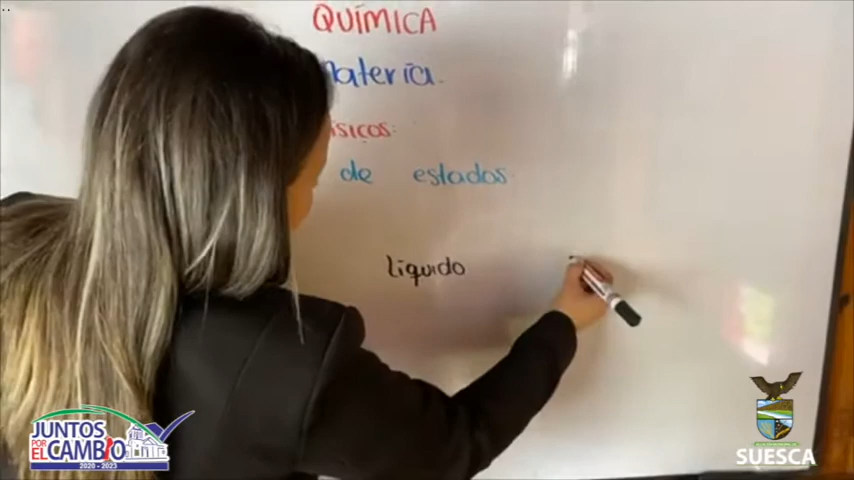 QUÍMICA
materia.
físicos:
de estados.
líquido
JUNTOS
POR EL CAMBIO
2020 - 2023
SUESCA